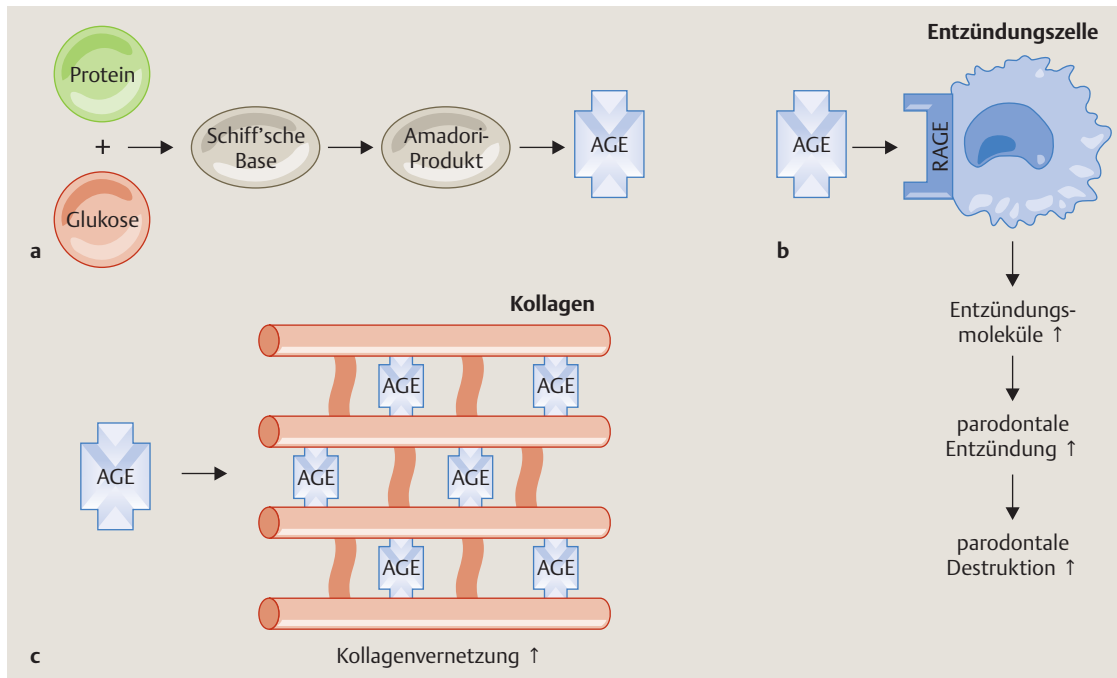 Protein
+
Glukose
Schiff'sche
Base
Amadori-
Produkt
AGE
a
Entzündungszelle
AGE
RAGE
b
Entzündungs-
moleküle ↑
parodontale
Entzündung ↑
parodontale
Destruktion ↑
Kollagen
AGE
AGE
AGE
AGE
AGE
AGE
AGE
Kollagenvernetzung ↑
c